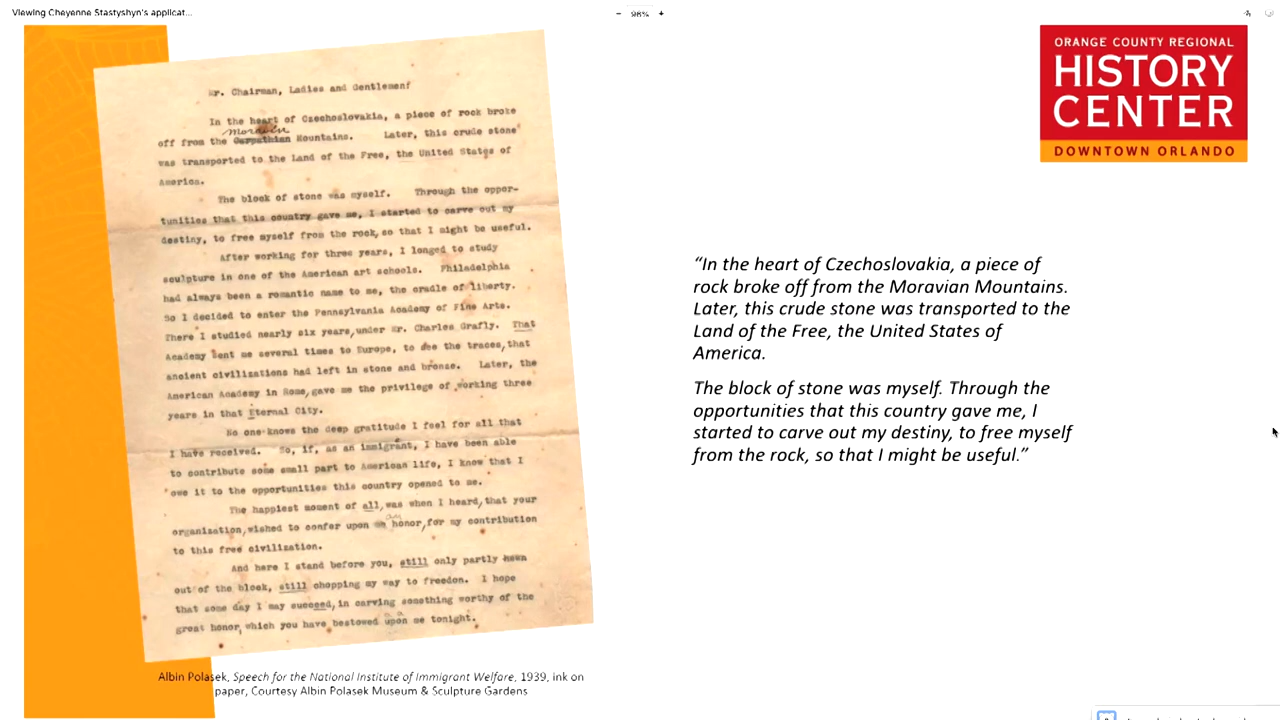 Viewing Cheyenne Stastyshyn's applicat...
− 96% +
Mr. Chairman, Ladies and Gentlemen!
In the heart of Czechoslovakia, a piece of rock broke
Moravian
off from the Carpathian Mountains. Later, this crude stone
was transported to the Land of the Free, the United States of
America.
The block of stone was myself. Through the oppor-
tunities that this country gave me, I started to carve out my
destiny, to free myself from the rock, so that I might be useful.
After working for three years, I longed to study
sculpture in one of the American art schools. Philadelphia
had always been a romantic name to me, the cradle of liberty.
So I decided to enter the Pennsylvania Academy of Fine Arts.
There I studied nearly six years, under Mr. Charles Grafly. That
Academy sent me several times to Europe, to see the traces, that
ancient civilizations had left in stone and bronze. Later, the
American Academy in Rome, gave me the privilege of working three
years in that Eternal City.
No one knows the deep gratitude I feel for all that
I have received. So, if, as an immigrant, I have been able
to contribute some small part to American life, I know that I
owe it to the opportunities this country opened to me.
The happiest moment of all, was when I heard, that your
organization, wished to confer upon honor, for my contribution
to this free civilization.
And here I stand before you, still only partly hewn
out of the block, still chopping my way to freedom. I hope
that some day I may succeed, in carving something worthy of the
great honor, which you have bestowed upon me tonight.
Albin Polasek, Speech for the National Institute of Immigrant Welfare, 1939, ink on
paper, Courtesy Albin Polasek Museum & Sculpture Gardens
ORANGE COUNTY REGIONAL
HISTORY
CENTER
DOWNTOWN ORLANDO
“In the heart of Czechoslovakia, a piece of
rock broke off from the Moravian Mountains.
Later, this crude stone was transported to the
Land of the Free, the United States of
America.
The block of stone was myself. Through the
opportunities that this country gave me, I
started to carve out my destiny, to free myself
from the rock, so that I might be useful.”